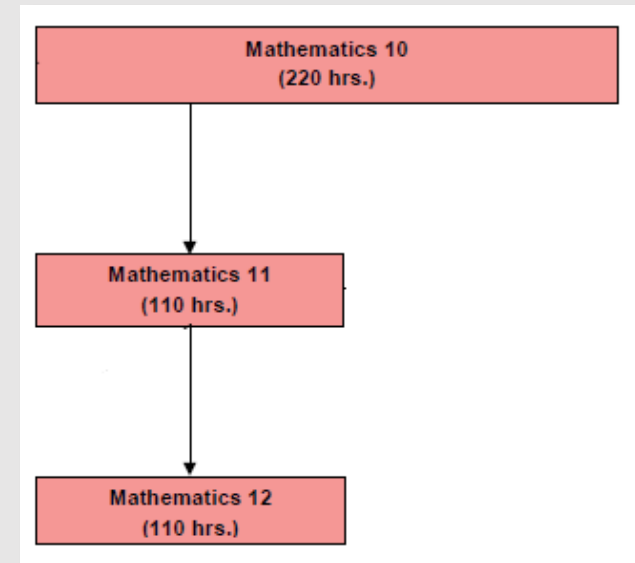 Mathematics 10
(220 hrs.)
Mathematics 11
(110 hrs.)
Mathematics 12
(110 hrs.)